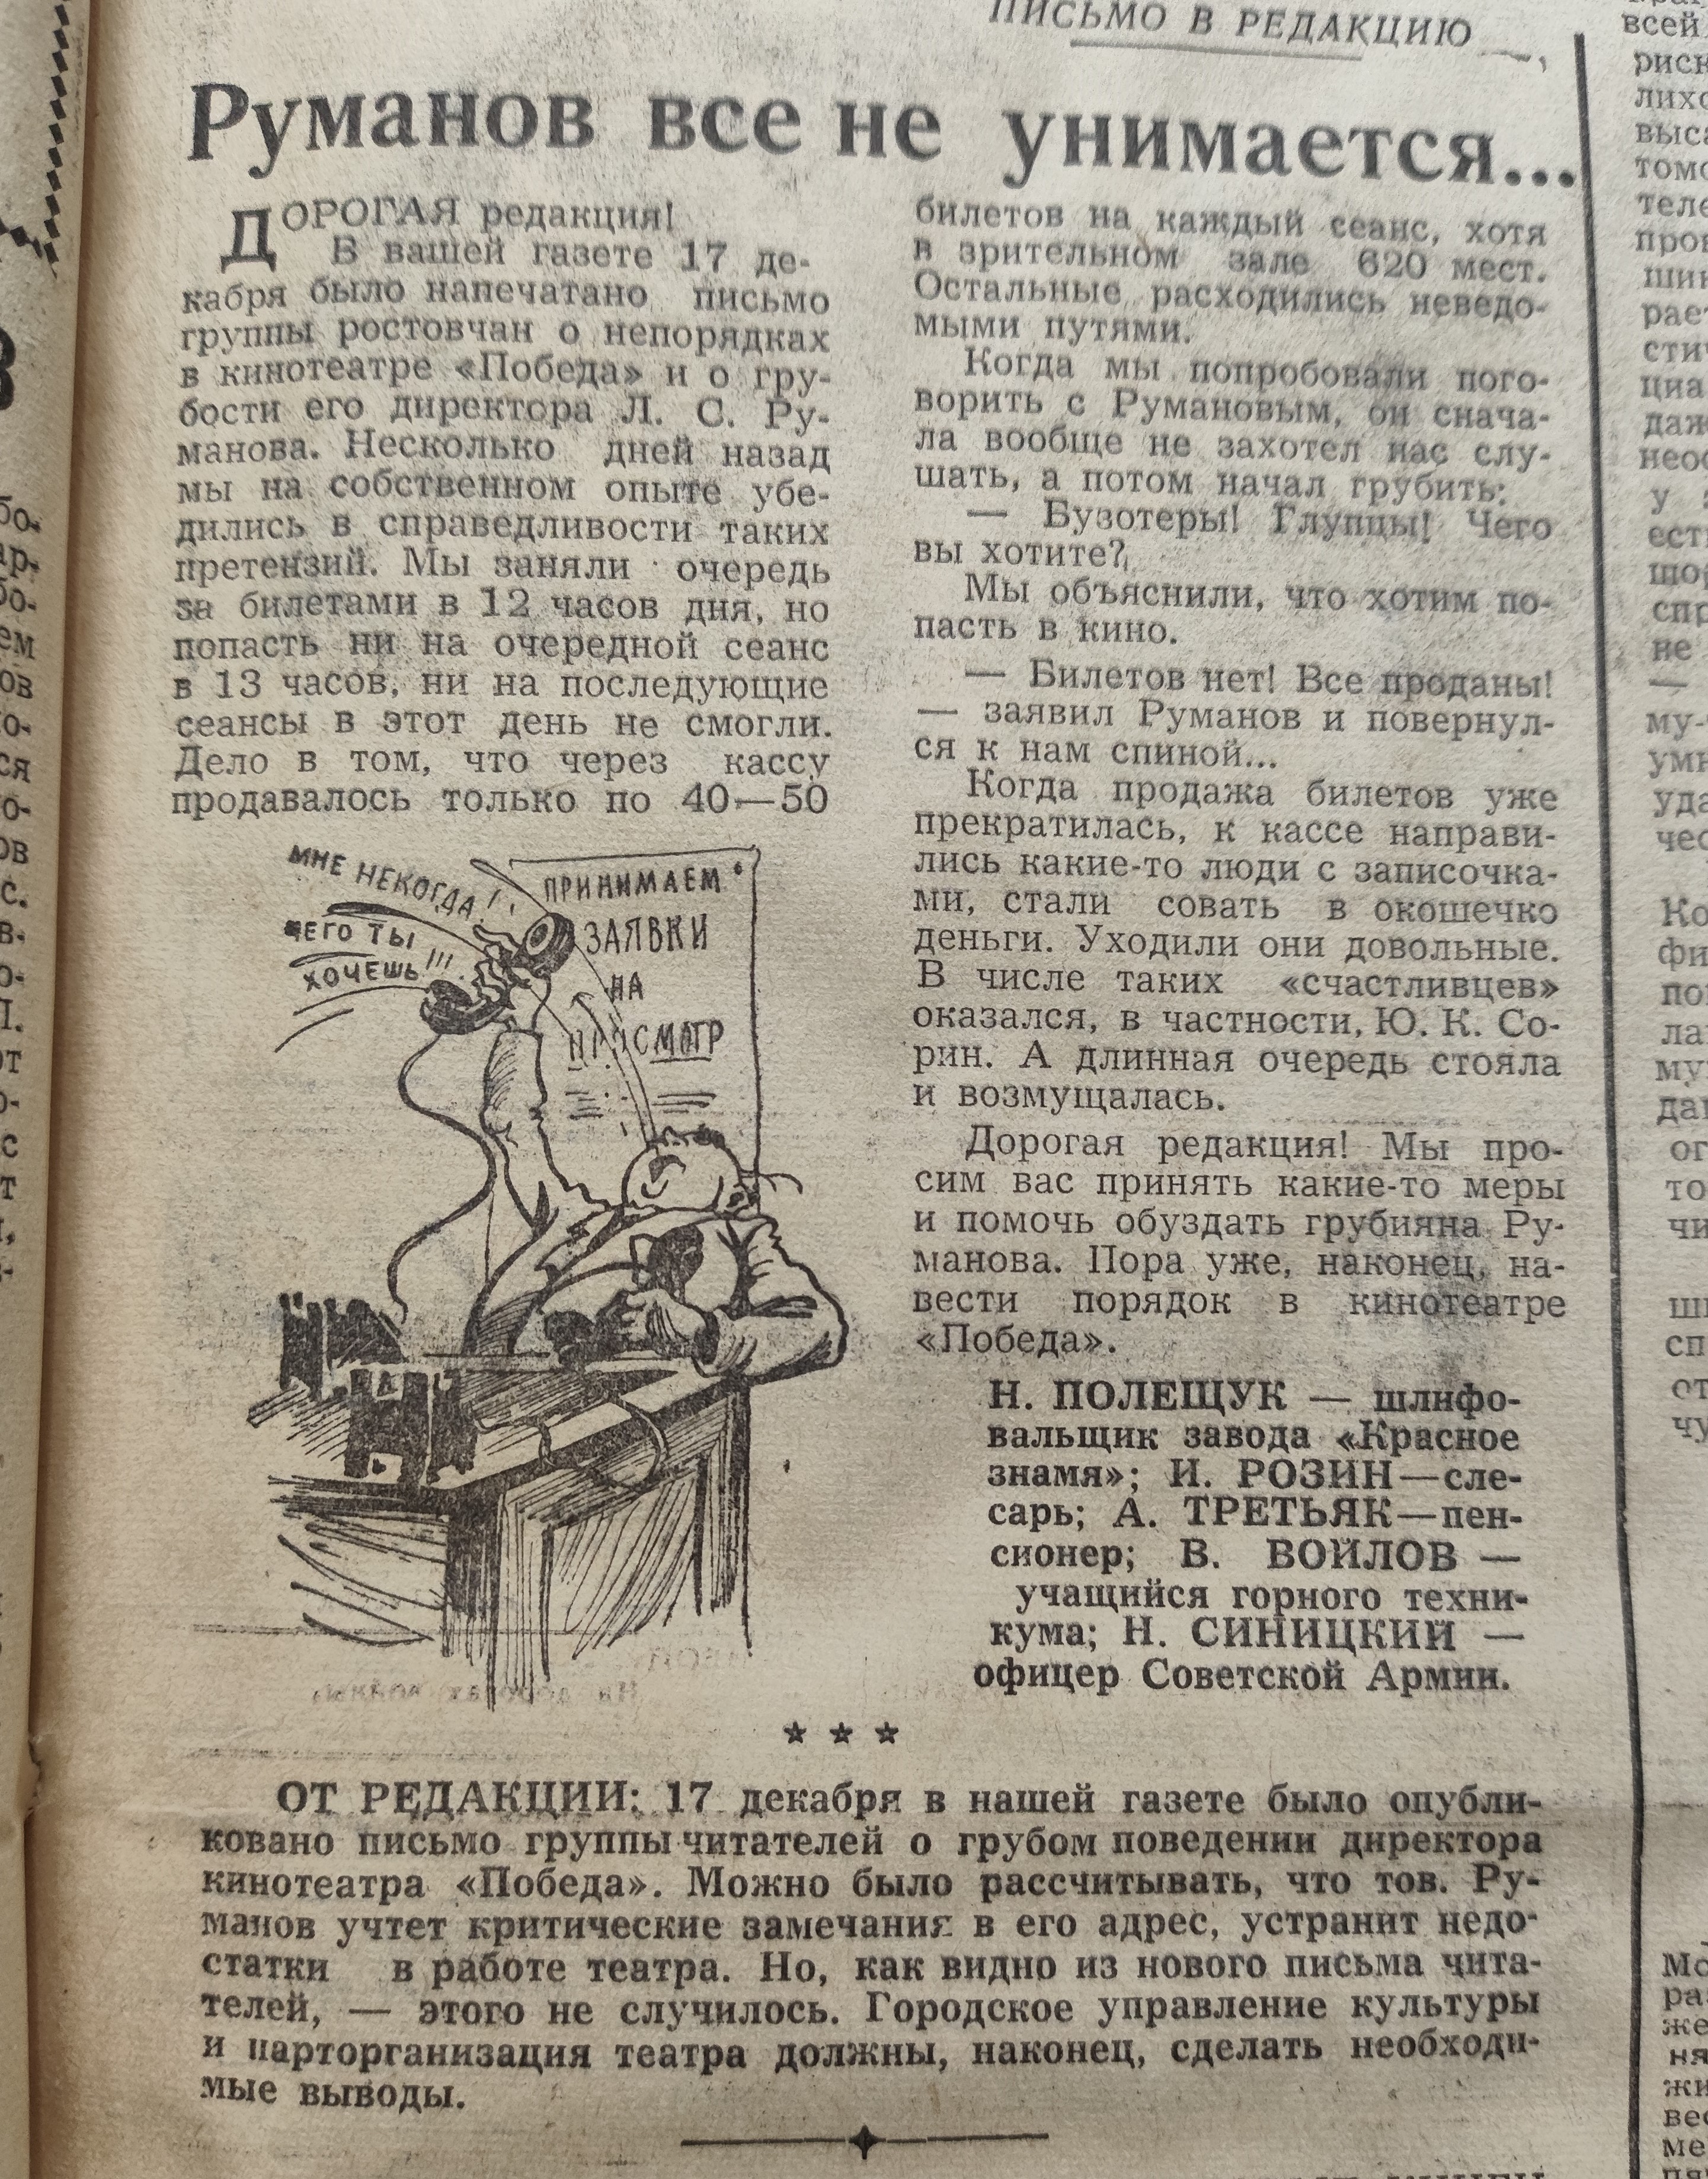 ПИСЬМО В РЕДАКЦИЮ
Руманов все не унимается...
ДОРОГАЯ редакция!
В вашей газете 17 де-
кабря было напечатано письмо
группы ростовчан о непорядках
в кинотеатре «Победа» и о гру-
бости его директора Л. С. Ру-
манова. Несколько дней назад
мы на собственном опыте убе-
дились в справедливости таких
претензий. Мы заняли очередь
за билетами в 12 часов дня, но
попасть ни на очередной сеанс
в 13 часов, ни на последующие
сеансы в этот день не смогли.
Дело в том, что через кассу
продавалось только по 40—50
МНЕ НЕКОГДА!
ЧЕГО ТЫ
ХОЧЕШЬ!!!
ПРИНИМАЕМ
ЗАЯВКИ
НА
ПРОСМОТР
билетов на каждый сеанс, хотя
в зрительном зале 620 мест.
Остальные расходились неведо-
мыми путями.
Когда мы попробовали пого-
ворить с Румановым, он снача-
ла вообще не захотел нас слу-
шать, а потом начал грубить:
— Бузотеры! Глупцы! Чего
вы хотите?
Мы объяснили, что хотим по-
пасть в кино.
— Билетов нет! Все проданы!
— заявил Руманов и повернул-
ся к нам спиной...
Когда продажа билетов уже
прекратилась, к кассе направи-
лись какие-то люди с записочка-
ми, стали совать в окошечко
деньги. Уходили они довольные.
В числе таких «счастливцев»
оказался, в частности, Ю. К. Со-
рин. А длинная очередь стояла
и возмущалась.
Дорогая редакция! Мы про-
сим вас принять какие-то меры
и помочь обуздать грубияна Ру-
манова. Пора уже, наконец, на-
вести порядок в кинотеатре
«Победа».
Н. ПОЛЕЩУК — шлифо-
вальщик завода «Красное
знамя»; И. РОЗИН—сле-
сарь; А. ТРЕТЬЯК—пен-
сионер; В. ВОЙЛОВ —
учащийся горного техни-
кума; Н. СИНИЦКИЙ —
офицер Советской Армии.
★ ★ ★
ОТ РЕДАКЦИИ: 17 декабря в нашей газете было опубли-
ковано письмо группы читателей о грубом поведении директора
кинотеатра «Победа». Можно было рассчитывать, что тов. Ру-
манов учтет критические замечания в его адрес, устранит недо-
статки в работе театра. Но, как видно из нового письма чита-
телей, — этого не случилось. Городское управление культуры
и парторганизация театра должны, наконец, сделать необходи-
мые выводы.